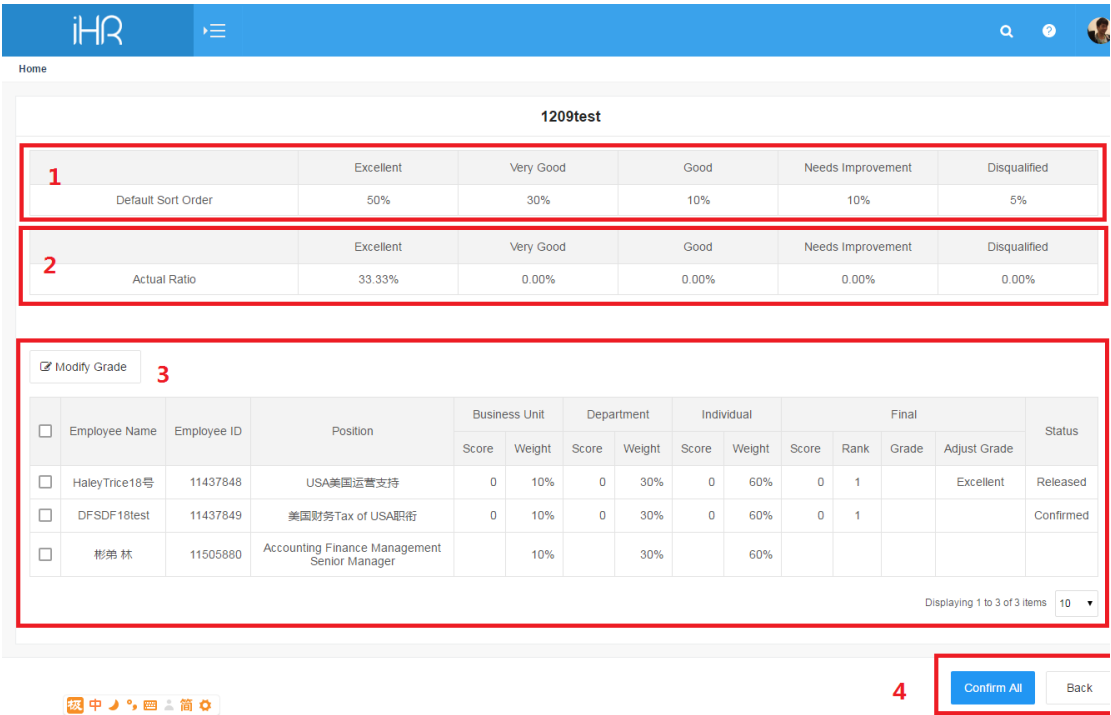 iHR
Home
1209test
1
Excellent Very Good Good Needs Improvement Disqualified
Default Sort Order 50% 30% 10% 10% 5%
2
Excellent Very Good Good Needs Improvement Disqualified
Actual Ratio 33.33% 0.00% 0.00% 0.00% 0.00%
Modify Grade 3
Employee Name Employee ID Position Business Unit Department Individual Final Status
Score Weight Score Weight Score Weight Score Rank Grade Adjust Grade
HaleyTrice18号 11437848 USA美国运营支持 0 10% 0 30% 0 60% 0 1 Excellent Released
DFSDF18test 11437849 美国财务Tax of USA职衔 0 10% 0 30% 0 60% 0 1 Confirmed
彬弟 林 11505880 Accounting Finance Management Senior Manager 10% 30% 60%
Displaying 1 to 3 of 3 items 10
4 Confirm All Back
中 简